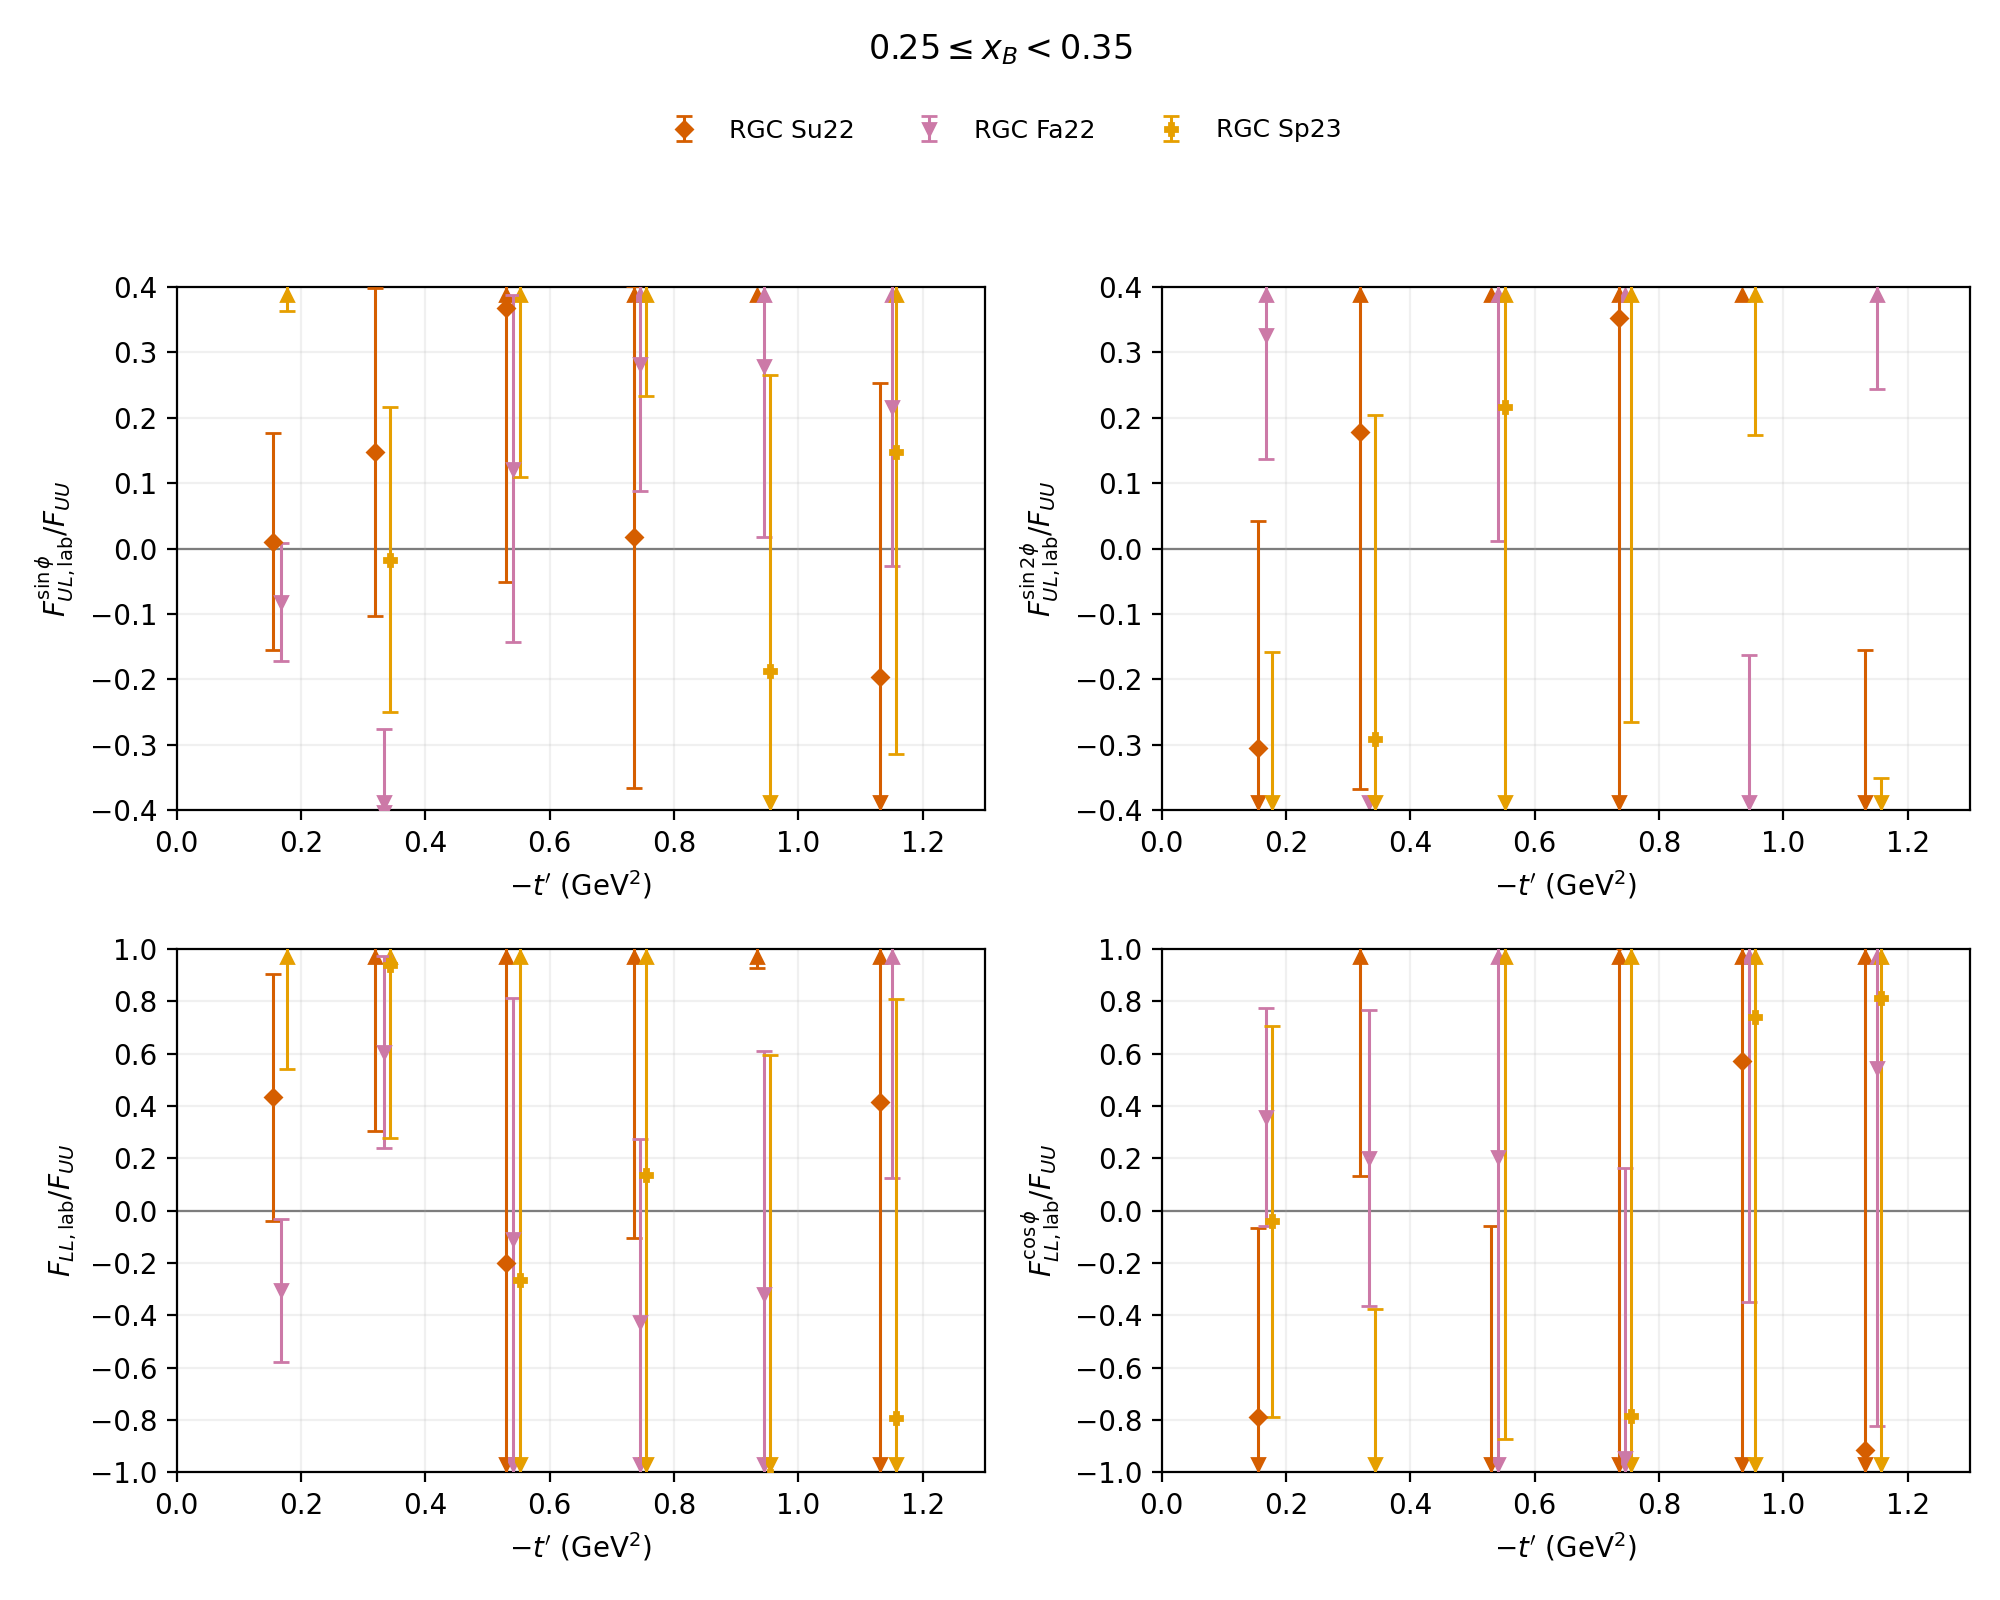 0.25 ≤ x_B < 0.35
RGC Su22 RGC Fa22 RGC Sp23
0.4
0.3
0.2
0.1
0.0
−0.1
−0.2
−0.3
−0.4
F_{UL,lab}^{sin ϕ}/F_{UU}
0.0 0.2 0.4 0.6 0.8 1.0 1.2
−t′ (GeV²)
0.4
0.3
0.2
0.1
0.0
−0.1
−0.2
−0.3
−0.4
F_{UL,lab}^{sin 2ϕ}/F_{UU}
0.0 0.2 0.4 0.6 0.8 1.0 1.2
−t′ (GeV²)
1.0
0.8
0.6
0.4
0.2
0.0
−0.2
−0.4
−0.6
−0.8
−1.0
F_{LL,lab}/F_{UU}
0.0 0.2 0.4 0.6 0.8 1.0 1.2
−t′ (GeV²)
1.0
0.8
0.6
0.4
0.2
0.0
−0.2
−0.4
−0.6
−0.8
−1.0
F_{LL,lab}^{cos ϕ}/F_{UU}
0.0 0.2 0.4 0.6 0.8 1.0 1.2
−t′ (GeV²)